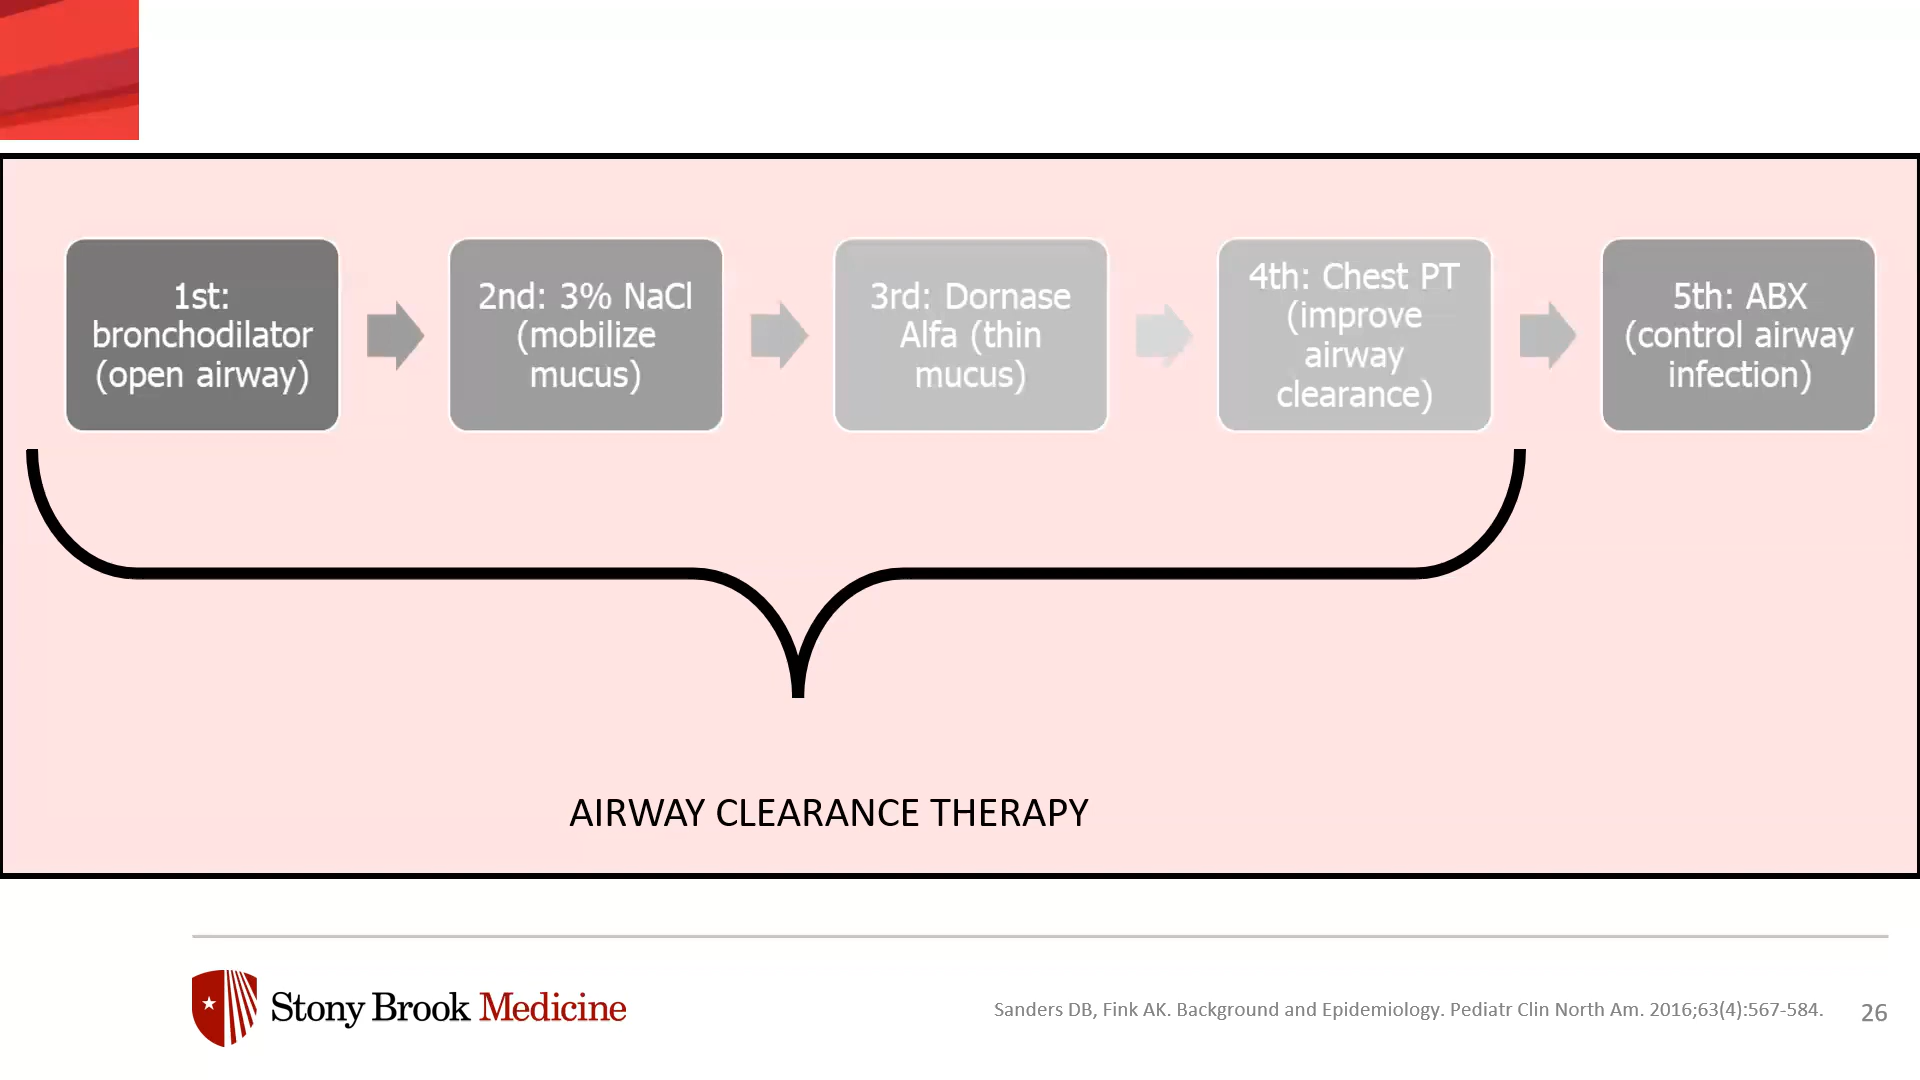 1st:
bronchodilator
(open airway)
2nd: 3% NaCl
(mobilize
mucus)
3rd: Dornase
Alfa (thin
mucus)
4th: Chest PT
(improve
airway
clearance)
5th: ABX
(control airway
infection)
AIRWAY CLEARANCE THERAPY
Stony Brook Medicine
Sanders DB, Fink AK. Background and Epidemiology. Pediatr Clin North Am. 2016;63(4):567-584.
26